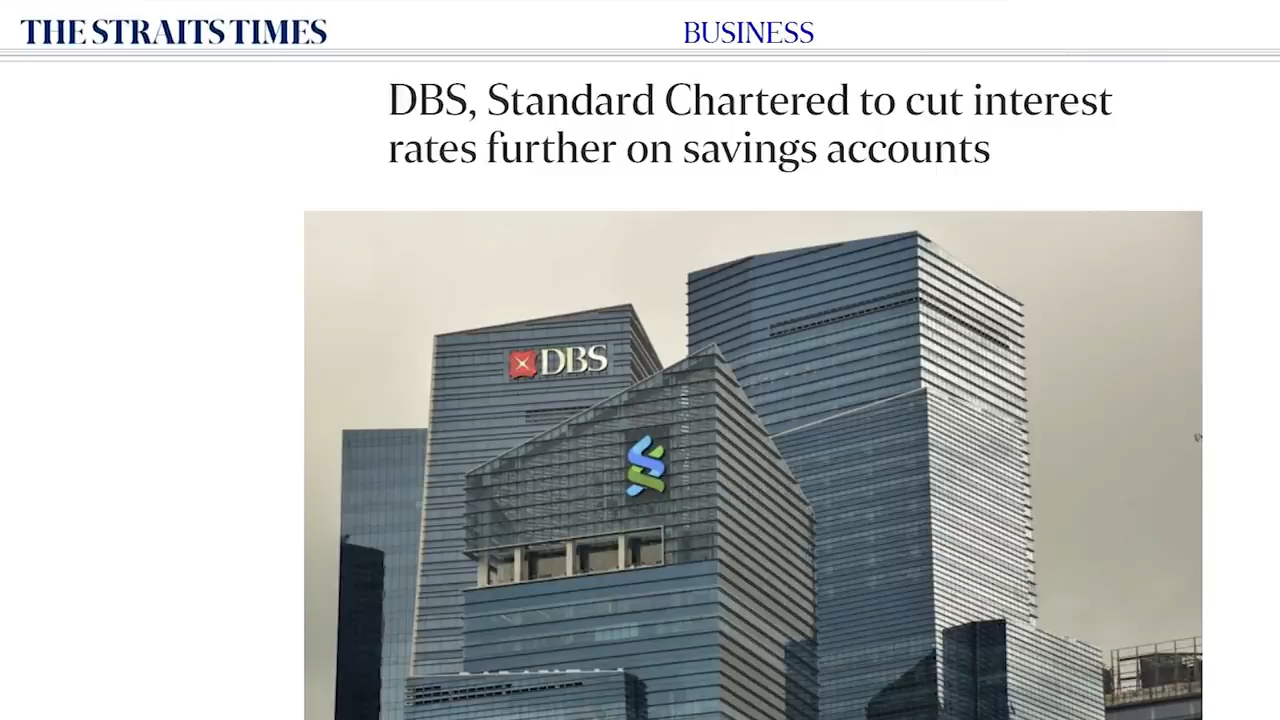 THE STRAITS TIMES
BUSINESS
DBS, Standard Chartered to cut interest
rates further on savings accounts
DBS